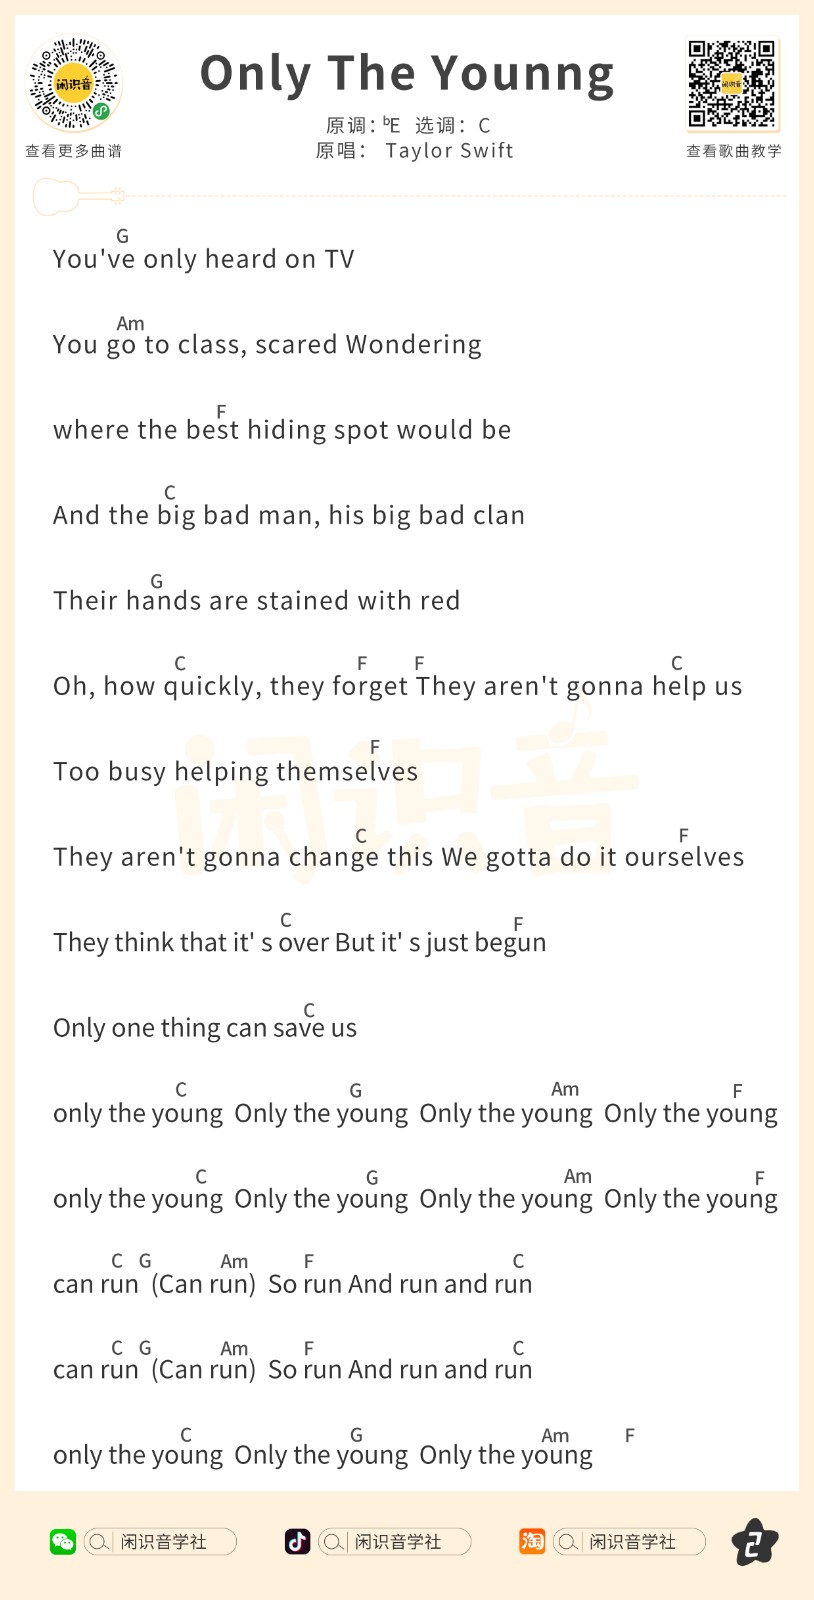 闲识音
闲识音
Only The Younng
原调：ᵇE 选调：C
原唱： Taylor Swift
查看更多曲谱
查看歌曲教学
G
You've only heard on TV
Am
You go to class, scared Wondering
F
where the best hiding spot would be
C
And the big bad man, his big bad clan
G
Their hands are stained with red
C F F C
Oh, how quickly, they forget They aren't gonna help us
F
Too busy helping themselves
C F
They aren't gonna change this We gotta do it ourselves
C F
They think that it' s over But it' s just begun
C
Only one thing can save us
C G Am F
only the young Only the young Only the young Only the young
C G Am F
only the young Only the young Only the young Only the young
C G Am F C
can run (Can run) So run And run and run
C G Am F C
can run (Can run) So run And run and run
C G Am F
only the young Only the young Only the young
闲识音
闲识音学社
闲识音学社
淘 闲识音学社
2